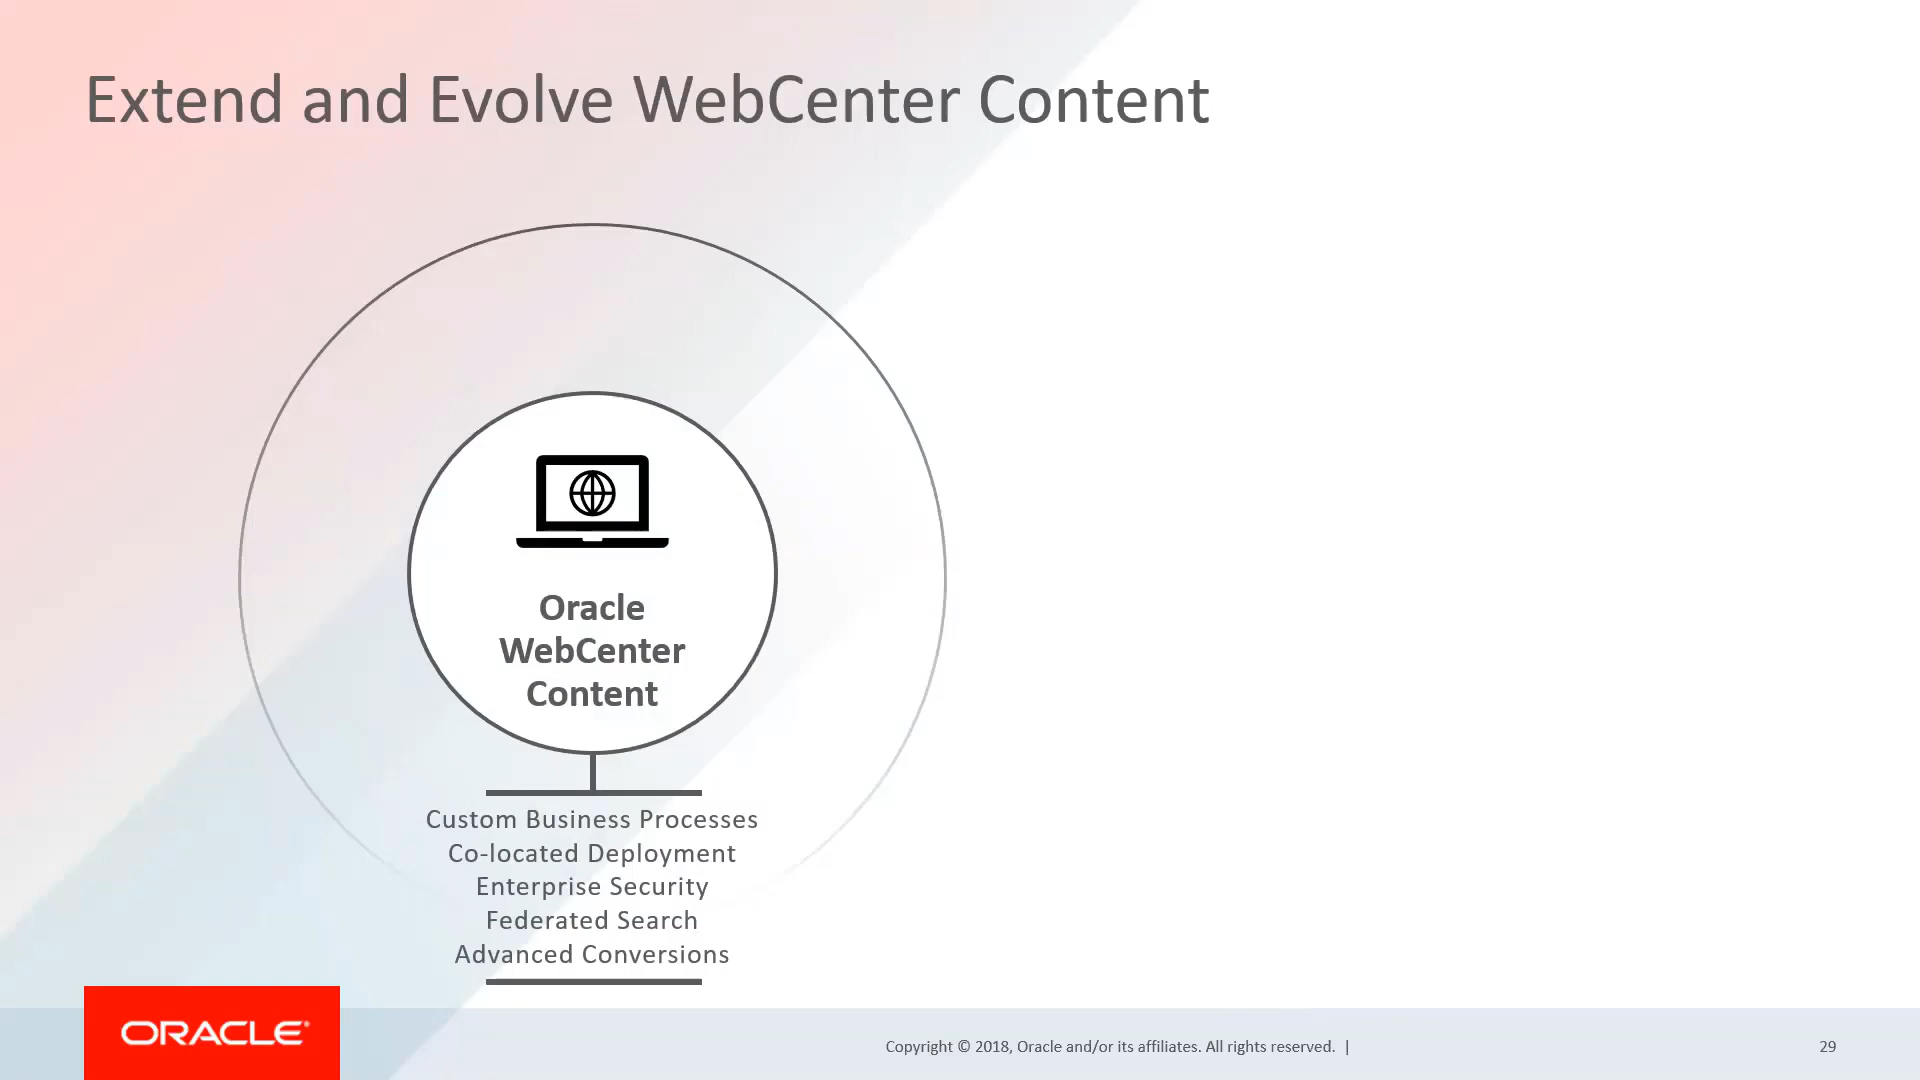 Extend and Evolve WebCenter Content
Oracle
WebCenter
Content
Custom Business Processes
Co-located Deployment
Enterprise Security
Federated Search
Advanced Conversions
ORACLE®
Copyright © 2018, Oracle and/or its affiliates. All rights reserved. |
29